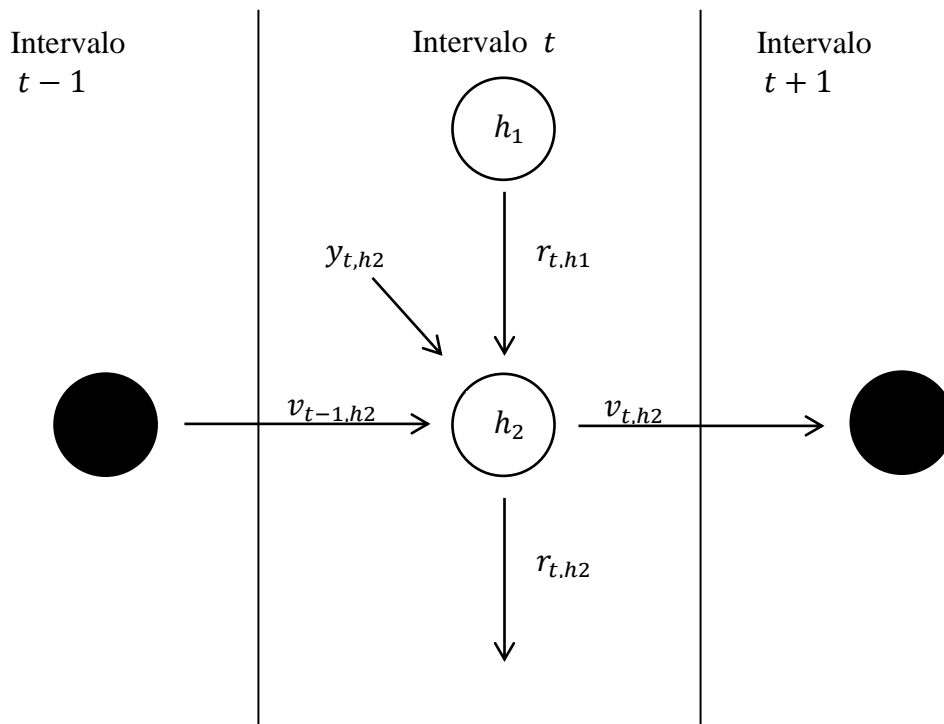 Intervalo
t − 1
Intervalo t
Intervalo
t + 1
h₁
y_{t,h2}
r_{t,h1}
v_{t−1,h2}
h₂
v_{t,h2}
r_{t,h2}